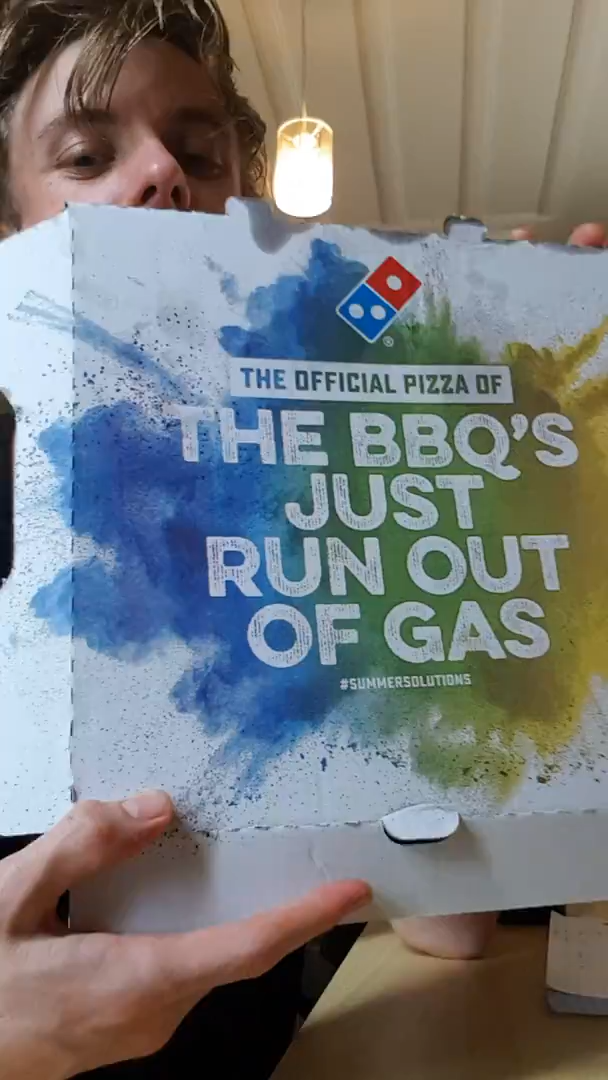 THE OFFICIAL PIZZA OF
THE BBQ'S
JUST
RUN OUT
OF GAS
#SUMMERSOLUTIONS